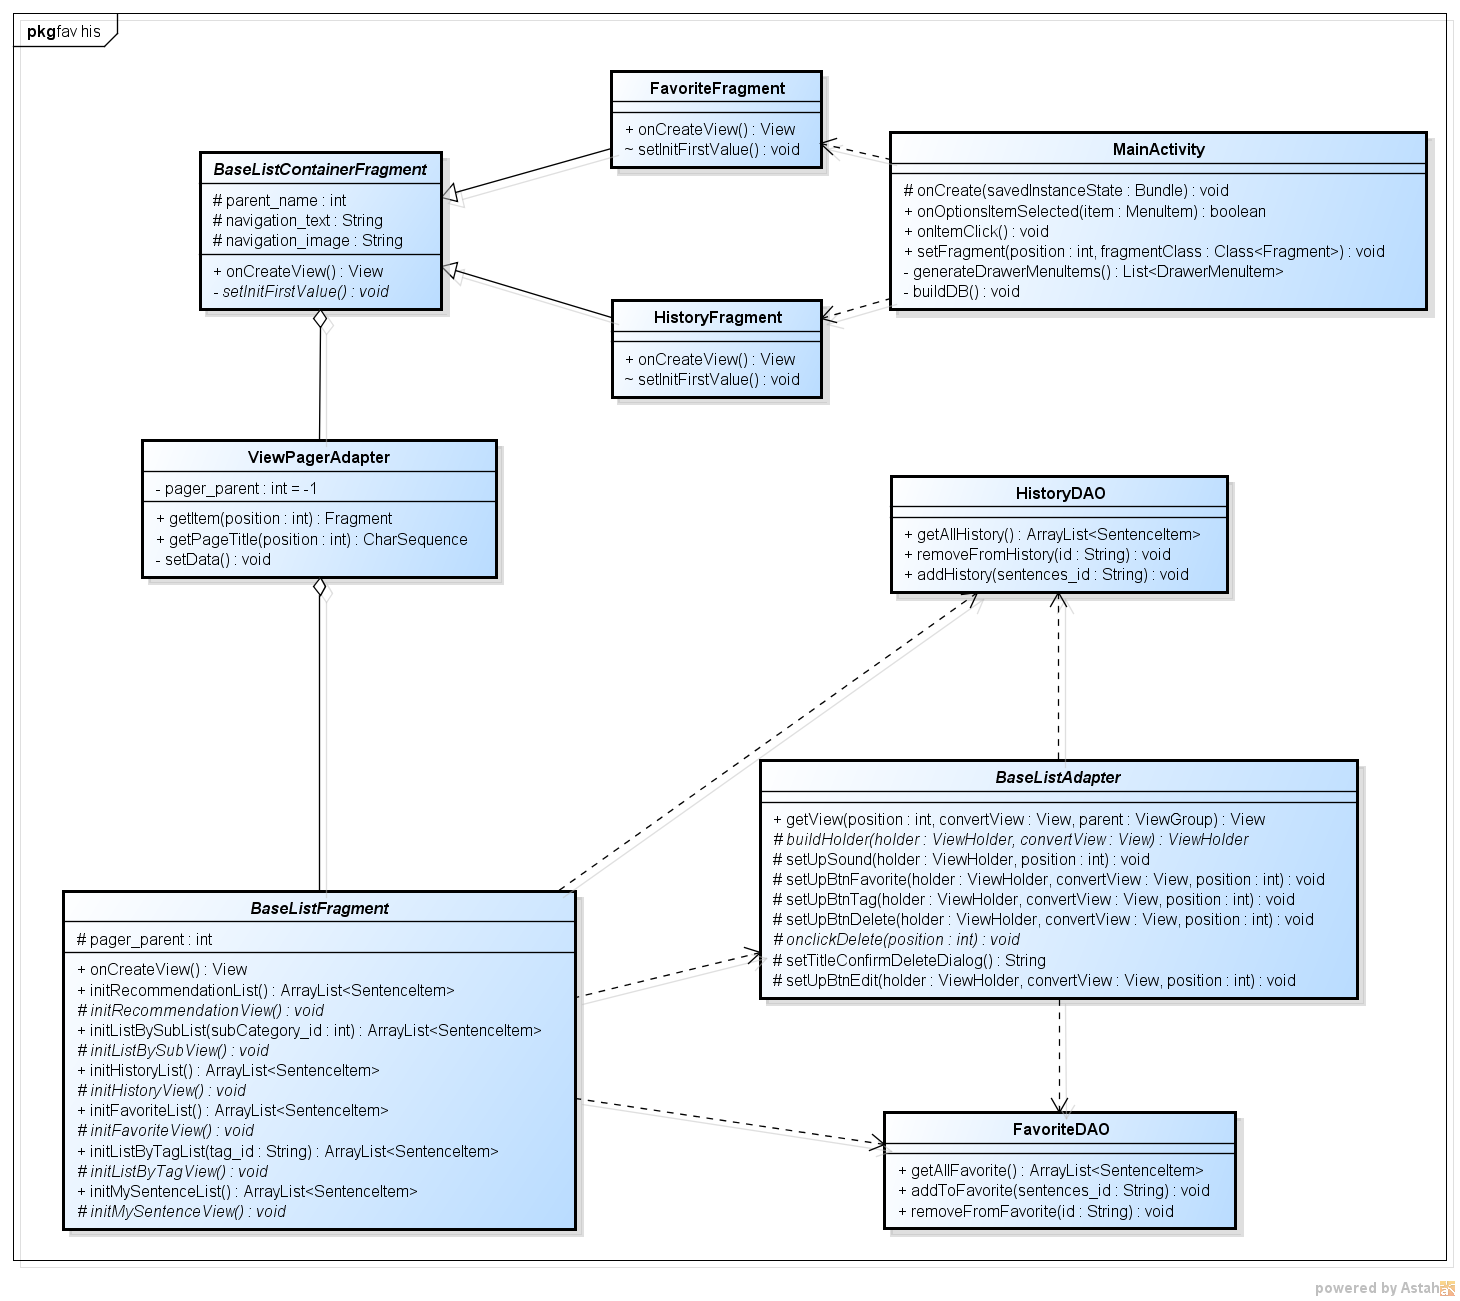 pkg fav his
FavoriteFragment
+ onCreateView() : View
~ setInitFirstValue() : void
MainActivity
# onCreate(savedInstanceState : Bundle) : void
+ onOptionsItemSelected(item : MenuItem) : boolean
+ onItemClick() : void
+ setFragment(position : int, fragmentClass : Class<Fragment>) : void
- generateDrawerMenuItems() : List<DrawerMenuItem>
- buildDB() : void
BaseListContainerFragment
# parent_name : int
# navigation_text : String
# navigation_image : String
+ onCreateView() : View
- setInitFirstValue() : void
HistoryFragment
+ onCreateView() : View
~ setInitFirstValue() : void
ViewPagerAdapter
- pager_parent : int = -1
+ getItem(position : int) : Fragment
+ getPageTitle(position : int) : CharSequence
- setData() : void
HistoryDAO
+ getAllHistory() : ArrayList<SentenceItem>
+ removeFromHistory(id : String) : void
+ addHistory(sentences_id : String) : void
BaseListAdapter
+ getView(position : int, convertView : View, parent : ViewGroup) : View
# buildHolder(holder : ViewHolder, convertView : View) : ViewHolder
# setUpSound(holder : ViewHolder, position : int) : void
# setUpBtnFavorite(holder : ViewHolder, convertView : View, position : int) : void
# setUpBtnTag(holder : ViewHolder, convertView : View, position : int) : void
# setUpBtnDelete(holder : ViewHolder, convertView : View, position : int) : void
# onclickDelete(position : int) : void
# setTitleConfirmDeleteDialog() : String
# setUpBtnEdit(holder : ViewHolder, convertView : View, position : int) : void
BaseListFragment
# pager_parent : int
+ onCreateView() : View
+ initRecommendationList() : ArrayList<SentenceItem>
# initRecommendationView() : void
+ initListBySubList(subCategory_id : int) : ArrayList<SentenceItem>
# initListBySubView() : void
+ initHistoryList() : ArrayList<SentenceItem>
# initHistoryView() : void
+ initFavoriteList() : ArrayList<SentenceItem>
# initFavoriteView() : void
+ initListByTagList(tag_id : String) : ArrayList<SentenceItem>
# initListByTagView() : void
+ initMySentenceList() : ArrayList<SentenceItem>
# initMySentenceView() : void
FavoriteDAO
+ getAllFavorite() : ArrayList<SentenceItem>
+ addToFavorite(sentences_id : String) : void
+ removeFromFavorite(id : String) : void
powered by Astah